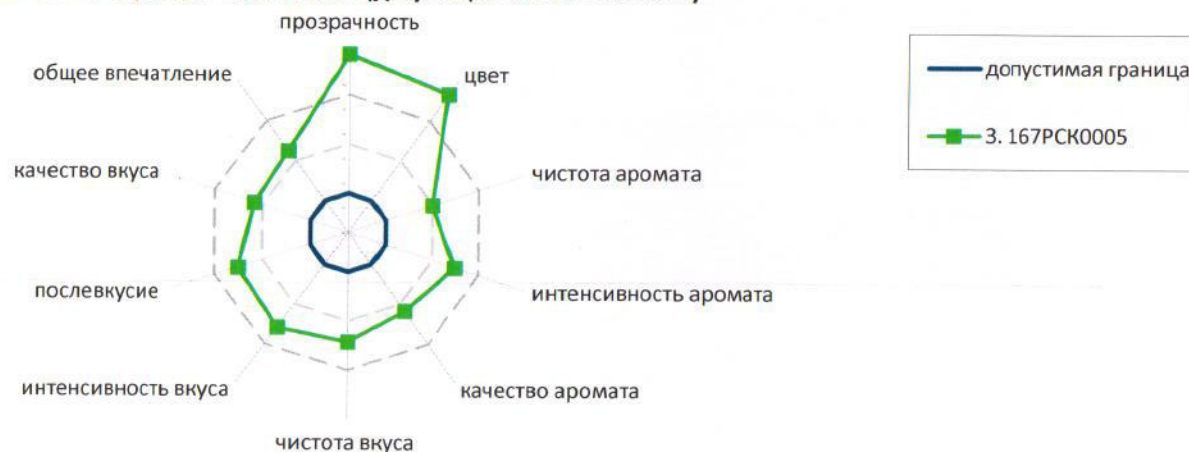 прозрачность
общее впечатление
цвет
допустимая граница
3. 167РСК0005
качество вкуса
чистота аромата
послевкусие
интенсивность аромата
интенсивность вкуса
качество аромата
чистота вкуса